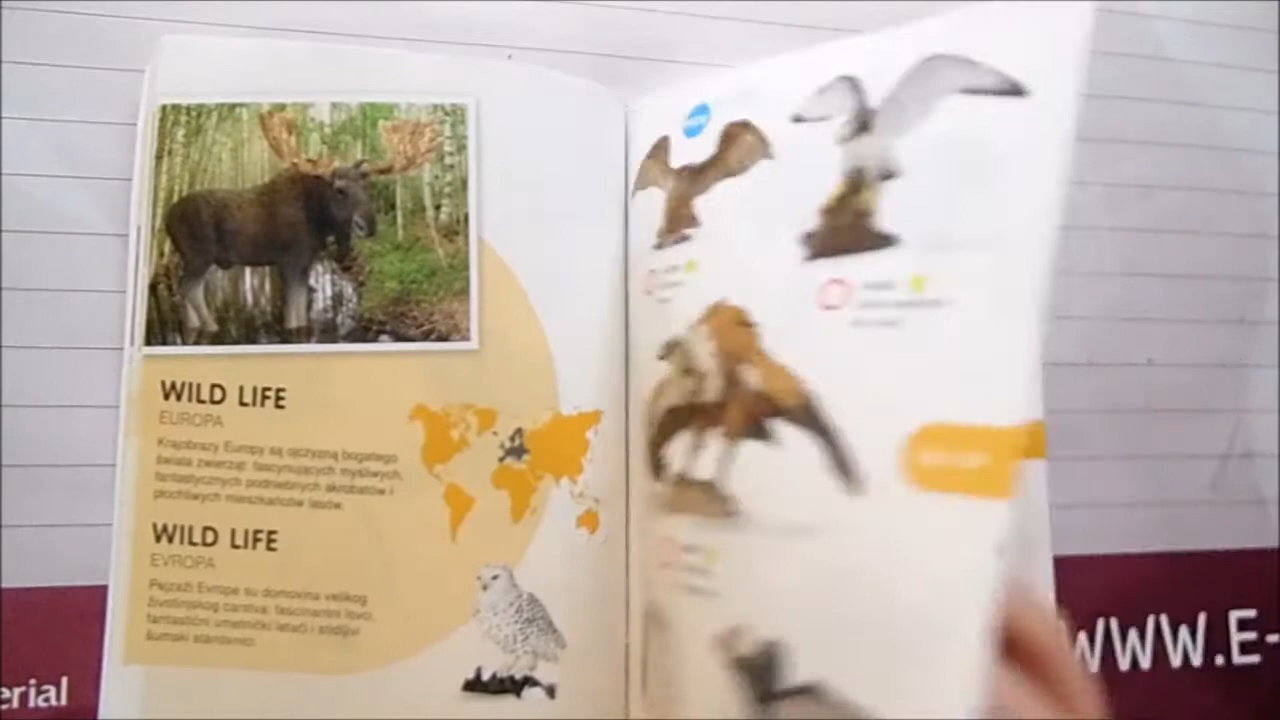 WILD LIFE
EUROPA
Krajobrazy Europy są ojczyzną bogatego
świata zwierząt: fascynujących myśliwych,
fantastycznych podniebnych akrobatów i
płochliwych mieszkańców lasów.
WILD LIFE
EVROPA
Pejzaži Evrope su domovina velikog
životinjskog carstva: fascinantni lovci,
fantastični umetnički letači i stidljivi
šumski stanovnici.
erial
WWW.E-